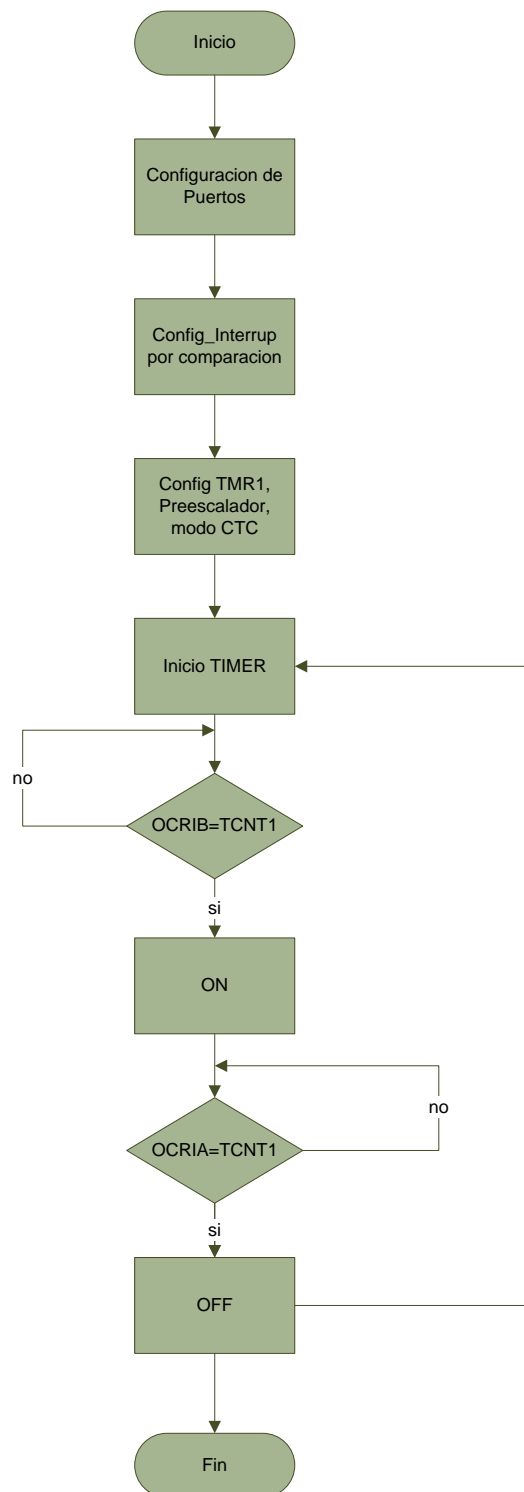 Inicio
Configuracion de
Puertos
Config_Interrup
por comparacion
Config TMR1,
Preescalador,
modo CTC
Inicio TIMER
no
OCRIB=TCNT1
si
ON
no
OCRIA=TCNT1
si
OFF
Fin